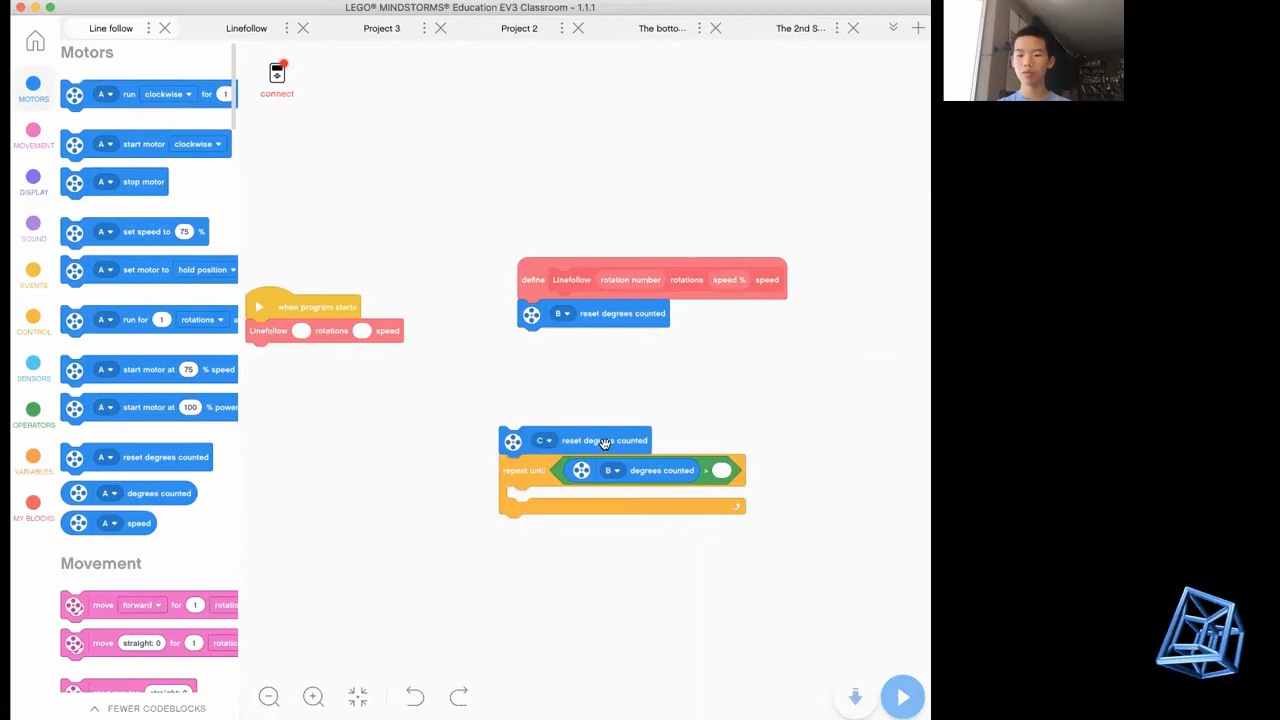 LEGO® MINDSTORMS® Education EV3 Classroom - 1.1.1
Line follow
Linefollow
Project 3
Project 2
The botto...
The 2nd S...
Motors
connect
MOTORS
MOVEMENT
DISPLAY
SOUND
EVENTS
CONTROL
SENSORS
OPERATORS
VARIABLES
MY BLOCKS
A run clockwise for 1
A start motor clockwise
A stop motor
A set speed to 75 %
A set motor to hold position
A run for 1 rotations
A start motor at 75 % speed
A start motor at 100 % power
A reset degrees counted
A degrees counted
A speed
Movement
move forward for 1
move straight: 0 for 1
FEWER CODEBLOCKS
when program starts
Linefollow rotations speed
define Linefollow rotation number rotations speed % speed
B reset degrees counted
C reset degrees counted
repeat until B degrees counted >